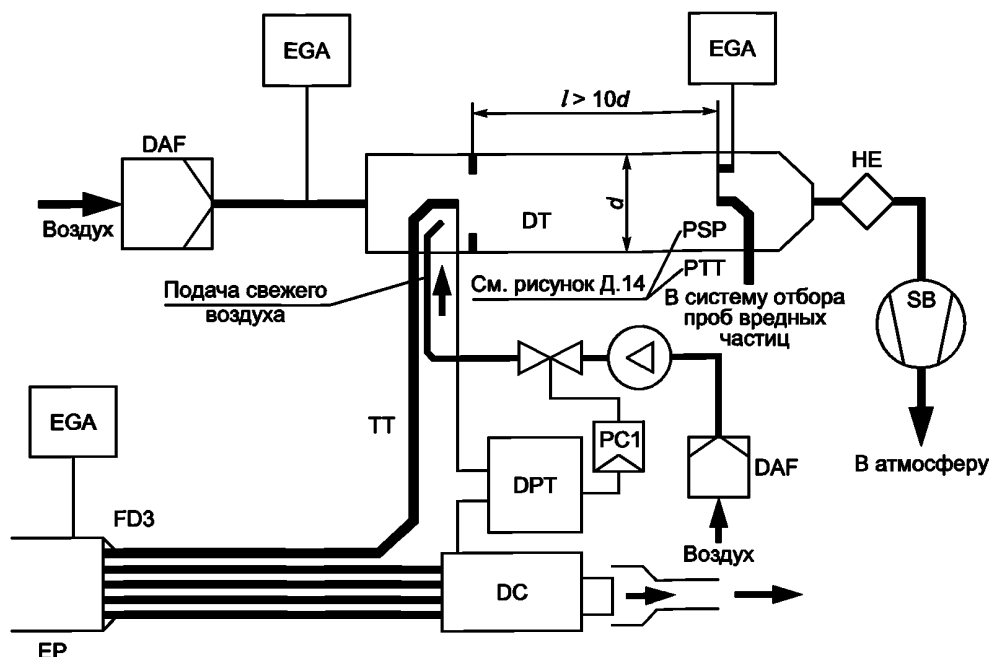 EGA
EGA
l > 10d
DAF
HE
Воздух
d
DT
PSP
PTT
См. рисунок Д.14
Подача свежего
воздуха
В систему отбора
проб вредных
частиц
SB
EGA
TT
PC1
DAF
В атмосферу
DPT
FD3
Воздух
DC
EP